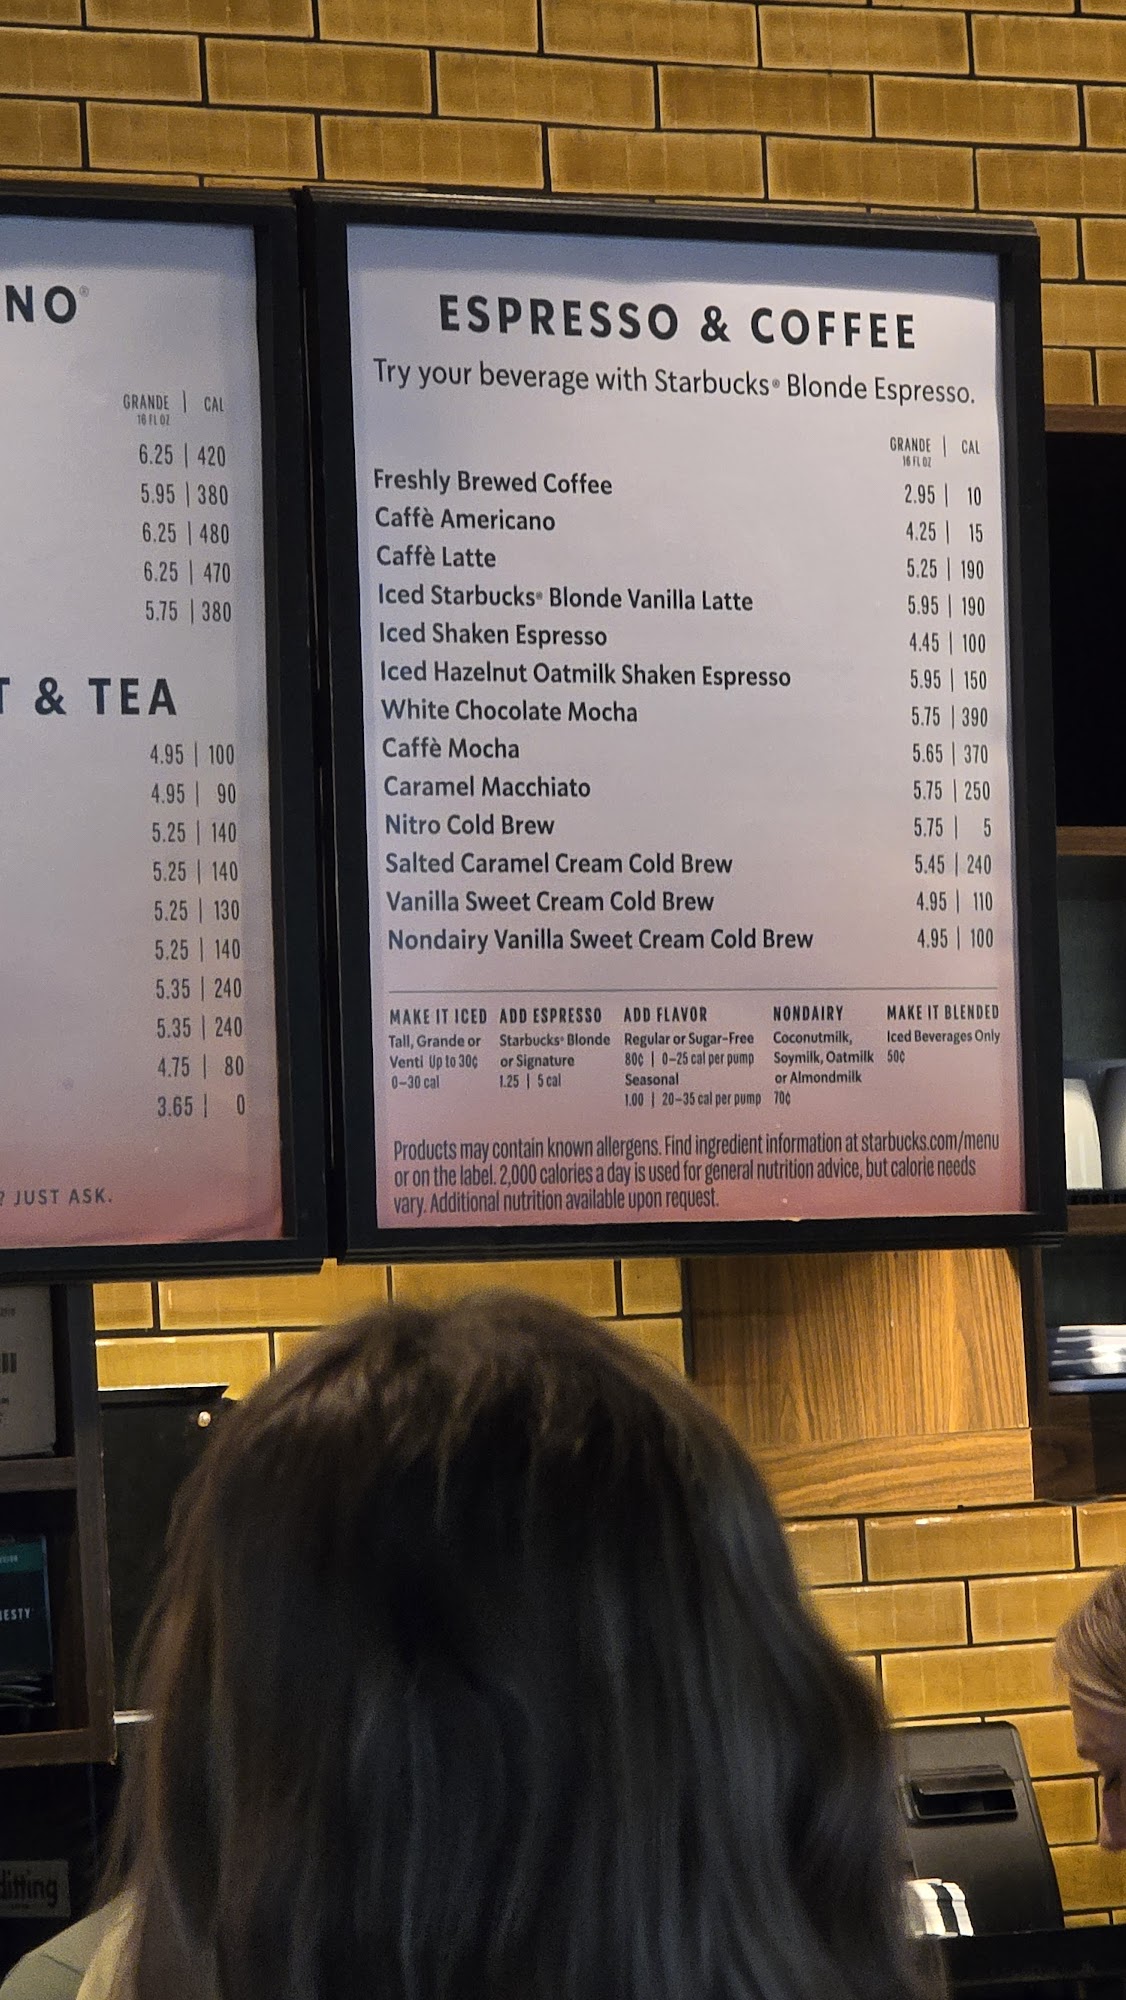 NO®
GRANDE | CAL
16 FL OZ
6.25 | 420
5.95 | 380
6.25 | 480
6.25 | 470
5.75 | 380
T & TEA
4.95 | 100
4.95 | 90
5.25 | 140
5.25 | 140
5.25 | 130
5.25 | 140
5.35 | 240
5.35 | 240
4.75 | 80
3.65 | 0
? JUST ASK.
ESPRESSO & COFFEE
Try your beverage with Starbucks® Blonde Espresso.
GRANDE | CAL
16 FL OZ
Freshly Brewed Coffee 2.95 | 10
Caffè Americano 4.25 | 15
Caffè Latte 5.25 | 190
Iced Starbucks® Blonde Vanilla Latte 5.95 | 190
Iced Shaken Espresso 4.45 | 100
Iced Hazelnut Oatmilk Shaken Espresso 5.95 | 150
White Chocolate Mocha 5.75 | 390
Caffè Mocha 5.65 | 370
Caramel Macchiato 5.75 | 250
Nitro Cold Brew 5.75 | 5
Salted Caramel Cream Cold Brew 5.45 | 240
Vanilla Sweet Cream Cold Brew 4.95 | 110
Nondairy Vanilla Sweet Cream Cold Brew 4.95 | 100
MAKE IT ICED
Tall, Grande or
Venti Up to 30¢
0–30 cal
ADD ESPRESSO
Starbucks® Blonde
or Signature
1.25 | 5 cal
ADD FLAVOR
Regular or Sugar-Free
80¢ | 0–25 cal per pump
Seasonal
1.00 | 20–35 cal per pump
NONDAIRY
Coconutmilk,
Soymilk, Oatmilk
or Almondmilk
70¢
MAKE IT BLENDED
Iced Beverages Only
50¢
Products may contain known allergens. Find ingredient information at starbucks.com/menu
or on the label. 2,000 calories a day is used for general nutrition advice, but calorie needs
vary. Additional nutrition available upon request.
ESTY
ditting